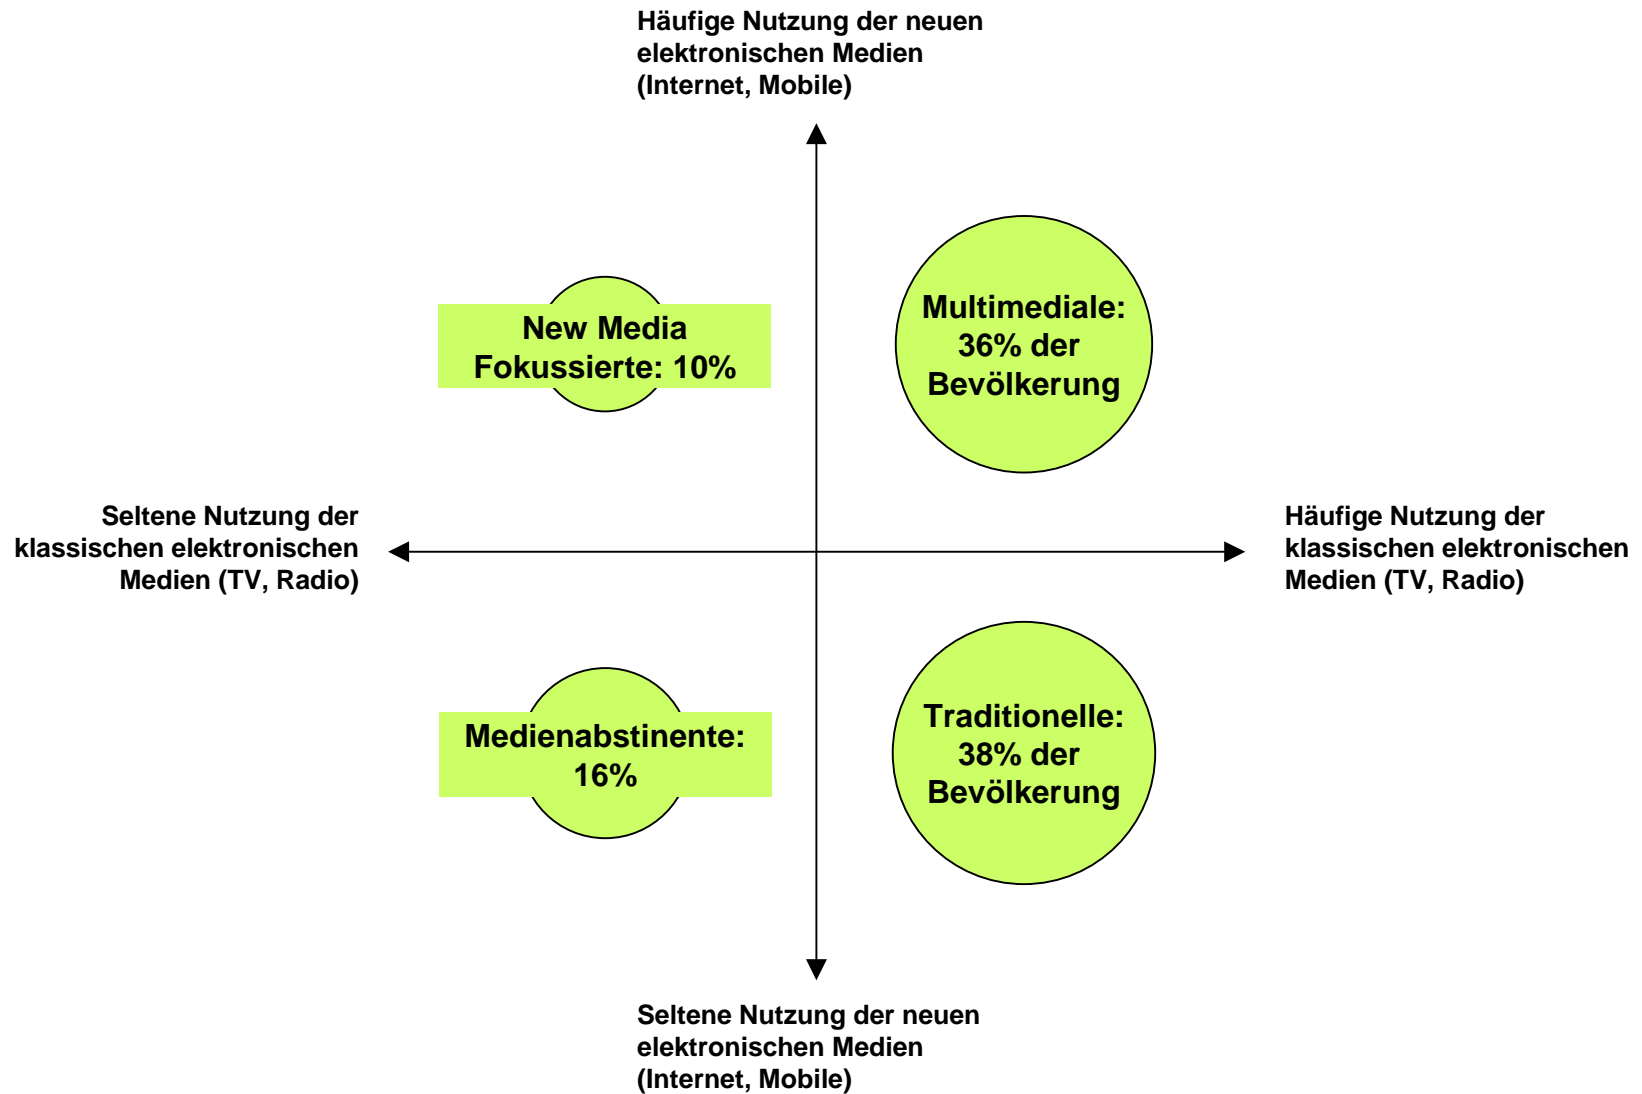 Häufige Nutzung der neuen
elektronischen Medien
(Internet, Mobile)
New Media
Fokussierte: 10%
Multimediale:
36% der
Bevölkerung
Seltene Nutzung der
klassischen elektronischen
Medien (TV, Radio)
Häufige Nutzung der
klassischen elektronischen
Medien (TV, Radio)
Medienabstinente:
16%
Traditionelle:
38% der
Bevölkerung
Seltene Nutzung der neuen
elektronischen Medien
(Internet, Mobile)